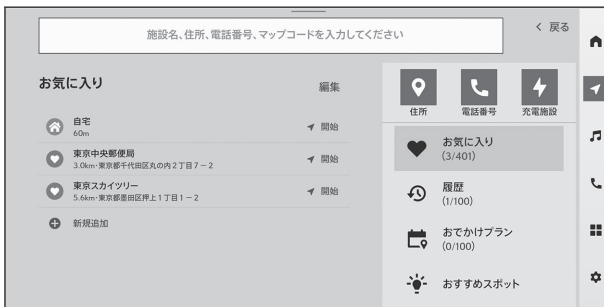 施設名、住所、電話番号、マップコードを入力してください
戻る
お気に入り
編集
自宅
60m
開始
東京中央郵便局
3.0km・東京都千代田区丸の内2丁目7－2
開始
東京スカイツリー
5.6km・東京都墨田区押上1丁目1－2
開始
新規追加
住所
電話番号
充電施設
お気に入り
(3/401)
履歴
(1/100)
おでかけプラン
(0/100)
おすすめスポット